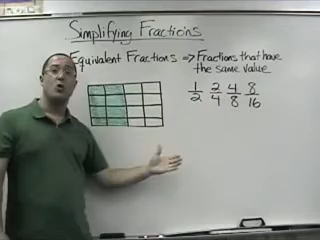 Simplifying Fractions
Equivalent Fractions => Fractions that have
the same value
1/2 2/4 4/8 8/16